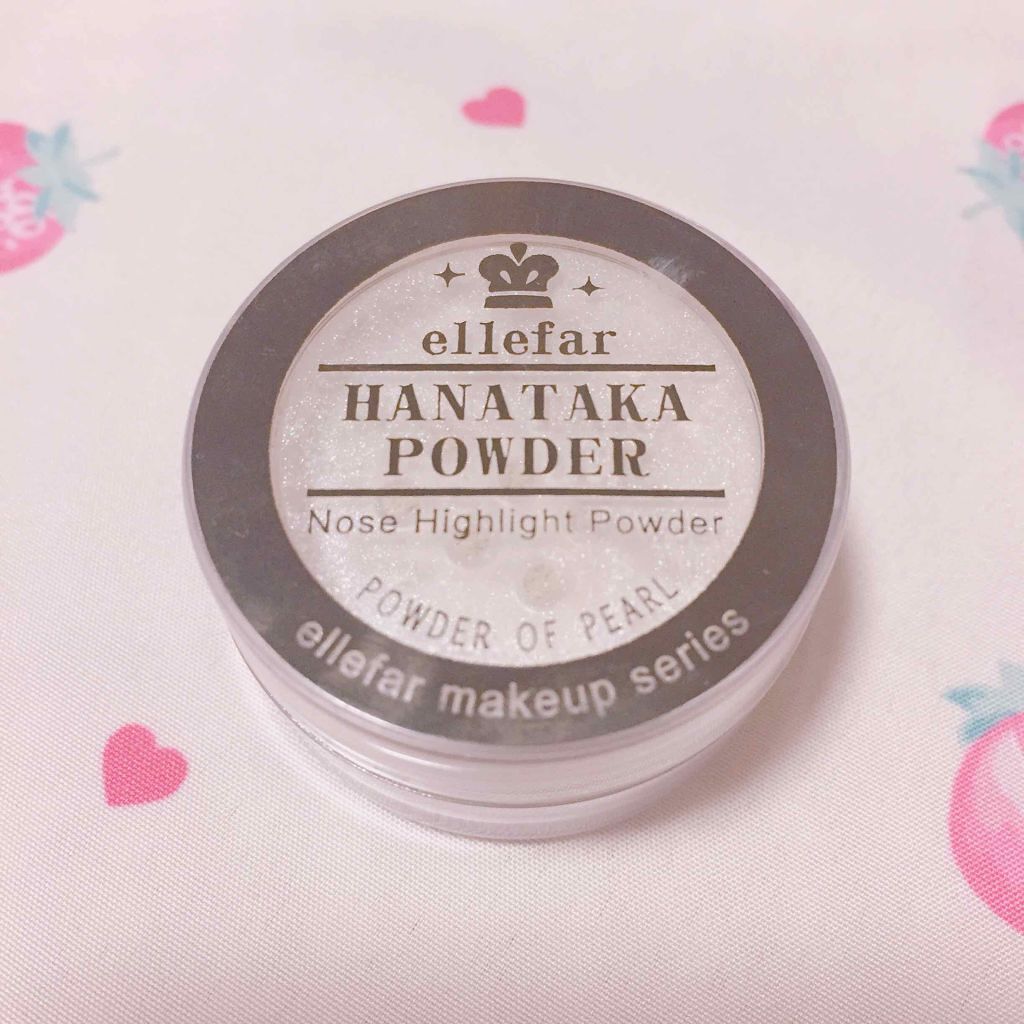 ellefar
HANATAKA
POWDER
Nose Highlight Powder
POWDER OF PEARL
ellefar makeup series